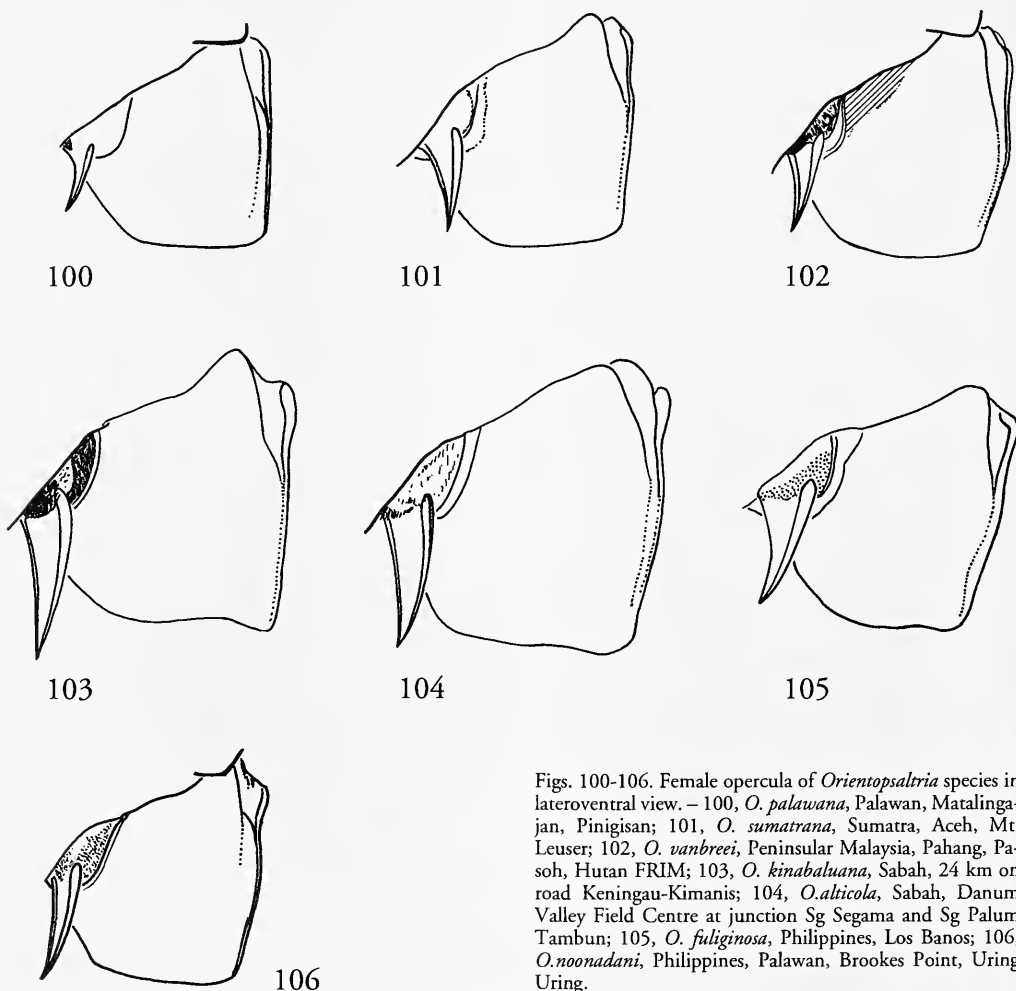 100
101
102
103
104
105
106
Figs. 100-106. Female opercula of Orientopsaltria species in
lateroventral view. – 100, O. palawana, Palawan, Matalinga-
jan, Pinigisan; 101, O. sumatrana, Sumatra, Aceh, Mt
Leuser; 102, O. vanbreei, Peninsular Malaysia, Pahang, Pa-
soh, Hutan FRIM; 103, O. kinabaluana, Sabah, 24 km on
road Keningau-Kimanis; 104, O.alticola, Sabah, Danum
Valley Field Centre at junction Sg Segama and Sg Palum
Tambun; 105, O. fuliginosa, Philippines, Los Banos; 106,
O.noonadani, Philippines, Palawan, Brookes Point, Uring
Uring.